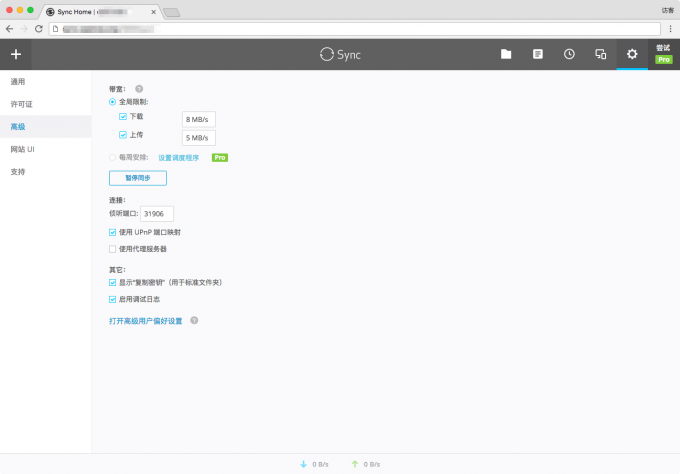 Sync Home |
访客
Sync
尝试
Pro
通用
许可证
高级
网站 UI
支持
带宽: ?
全局限制:
下载 8 MB/s
上传 5 MB/s
每周安排: 设置调度程序 Pro
暂停同步
连接:
侦听端口: 31906
使用 UPnP 端口映射
使用代理服务器
其它:
显示“复制密钥”（用于标准文件夹）
启用调试日志
打开高级用户偏好设置 ?
0 B/s 0 B/s